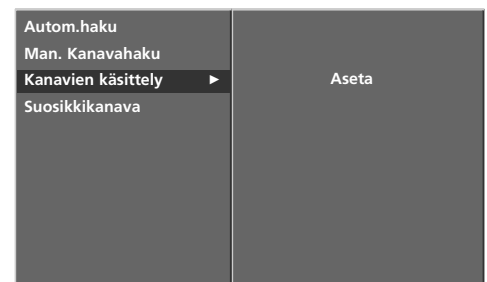 Autom.haku
Man. Kanavahaku
Kanavien käsittely ►
Aseta
Suosikkikanava